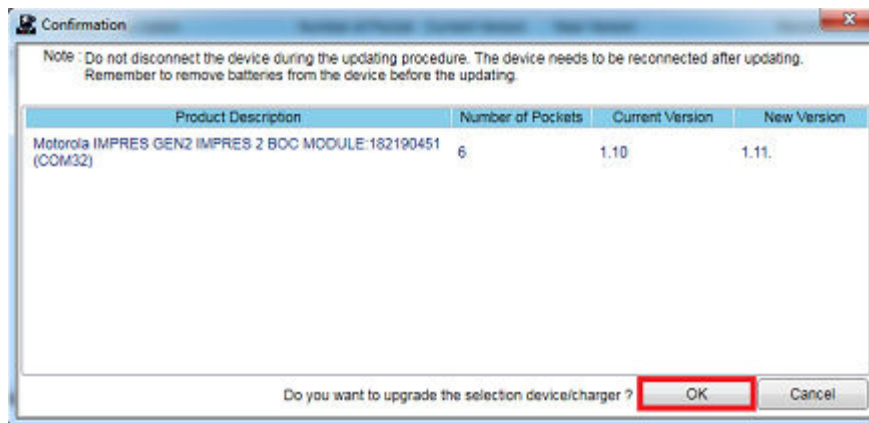 Confirmation
Note : Do not disconnect the device during the updating procedure. The device needs to be reconnected after updating.
Remember to remove batteries from the device before the updating.
Product Description Number of Pockets Current Version New Version
Motorola IMPRES GEN2 IMPRES 2 BOC MODULE:182190451 6 1.10 1.11.
(COM32)
Do you want to upgrade the selection device/charger ? OK Cancel